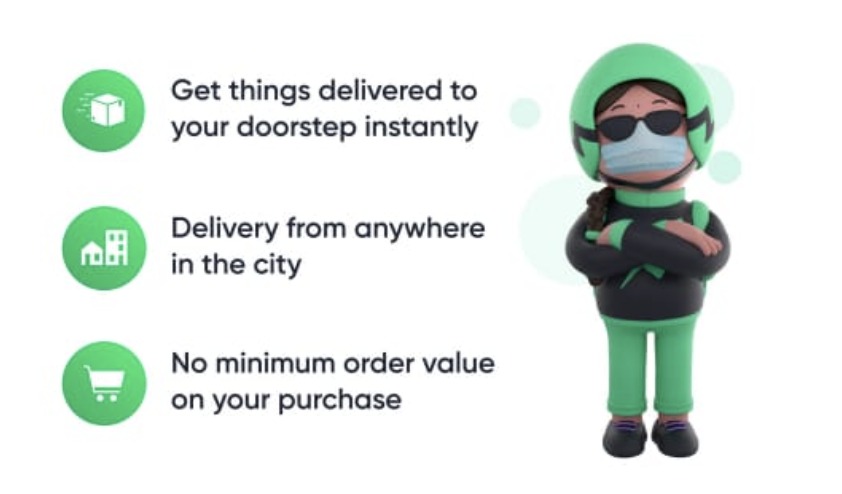 Get things delivered to
your doorstep instantly
Delivery from anywhere
in the city
No minimum order value
on your purchase